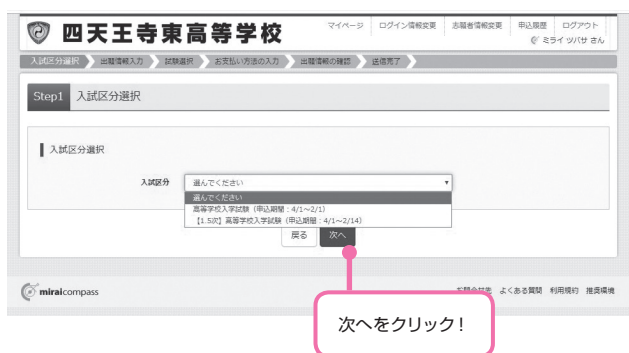 四天王寺東高等学校
マイページ ログイン情報変更 志願者情報変更 申込履歴 ログアウト
ミライ ツバサ さん
入試区分選択 出願情報入力 試験選択 お支払い方法の入力 出願情報の確認 送信完了
Step1 入試区分選択
入試区分選択
入試区分 選んでください
選んでください
高等学校入学試験（申込期間：4/1～2/1）
【1.5次】高等学校入学試験（申込期間：4/1～2/14）
戻る 次へ
miraicompass よくある質問 利用規約 推奨環境
次へをクリック！